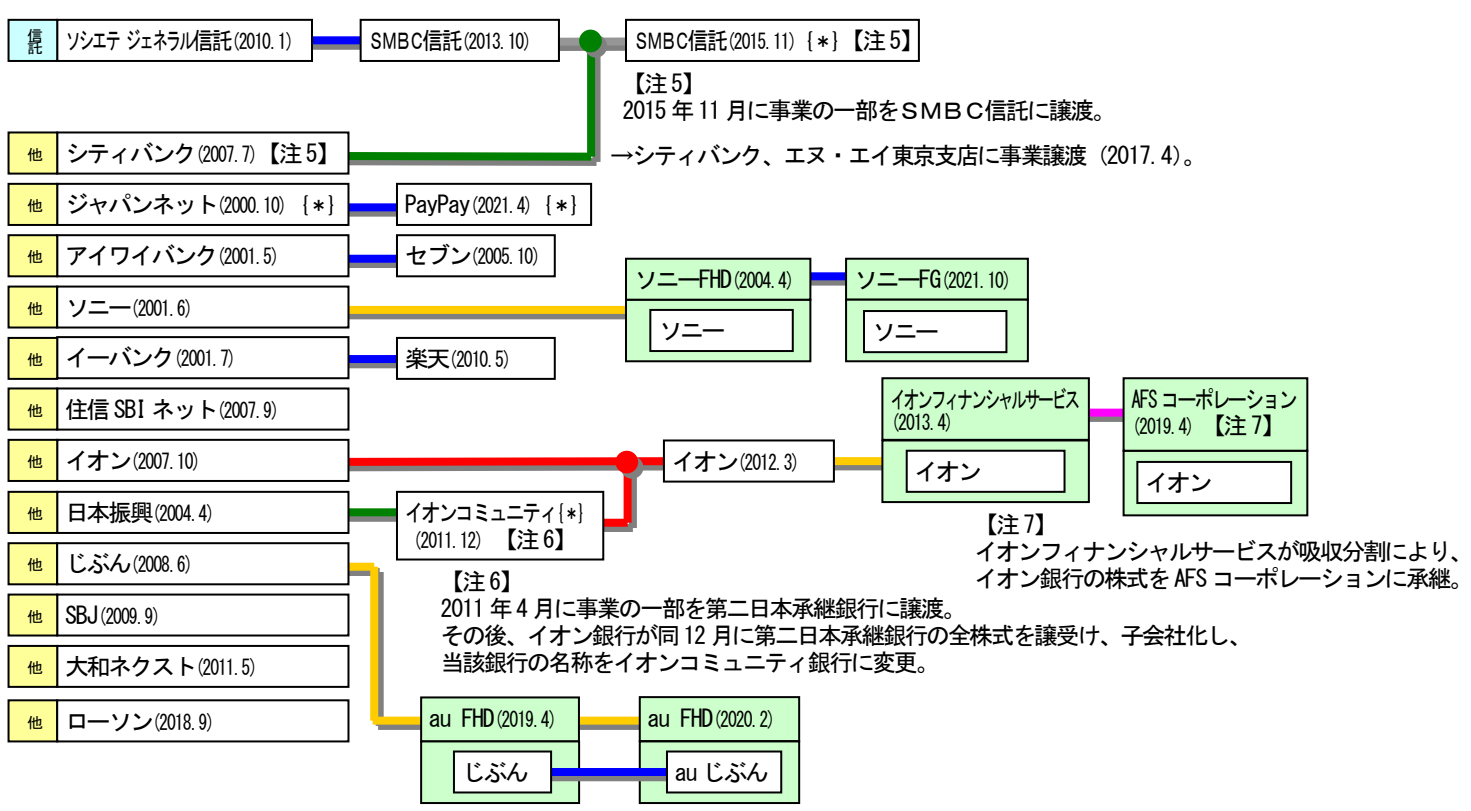 信託 ソシエテ ジェネラル信託(2010.1) SMBC信託(2013.10) SMBC信託(2015.11) {*}【注5】
【注5】
2015年11月に事業の一部をSMBC信託に譲渡。
他 シティバンク(2007.7)【注5】 →シティバンク、エヌ・エイ東京支店に事業譲渡 (2017.4)。
他 ジャパンネット(2000.10) {*} PayPay(2021.4) {*}
他 アイワイバンク(2001.5) セブン(2005.10)
ソニーFHD(2004.4) ソニーFG(2021.10)
他 ソニー(2001.6)
ソニー ソニー
他 イーバンク(2001.7) 楽天(2010.5)
他 住信SBIネット(2007.9)
イオンフィナンシャルサービス
(2013.4)
AFSコーポレーション
(2019.4) 【注7】
他 イオン(2007.10) イオン(2012.3) イオン イオン
他 日本振興(2004.4) イオンコミュニティ{*}
(2011.12) 【注6】
【注7】
イオンフィナンシャルサービスが吸収分割により、
イオン銀行の株式をAFSコーポレーションに承継。
他 じぶん(2008.6)
【注6】
2011年4月に事業の一部を第二日本承継銀行に譲渡。
その後、イオン銀行が同12月に第二日本承継銀行の全株式を譲受け、子会社化し、
当該銀行の名称をイオンコミュニティ銀行に変更。
他 SBJ(2009.9)
他 大和ネクスト(2011.5)
他 ローソン(2018.9) au FHD(2019.4) au FHD(2020.2)
じぶん auじぶん